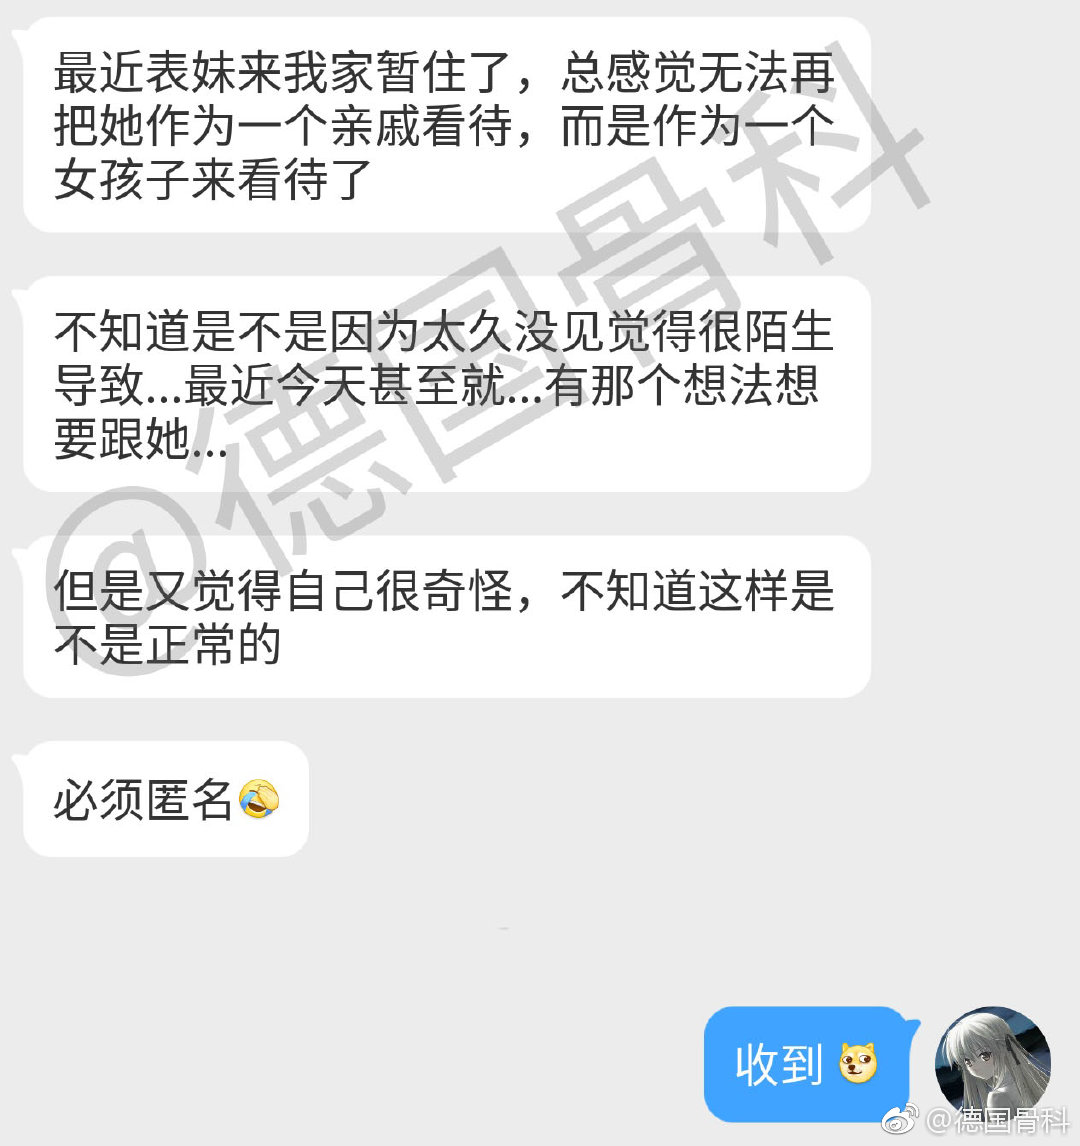 最近表妹来我家暂住了，总感觉无法再
把她作为一个亲戚看待，而是作为一个
女孩子来看待了
不知道是不是因为太久没见觉得很陌生
导致...最近今天甚至就...有那个想法想
要跟她...
但是又觉得自己很奇怪，不知道这样是
不是正常的
必须匿名🤣
收到
@德国骨科
@德国骨科